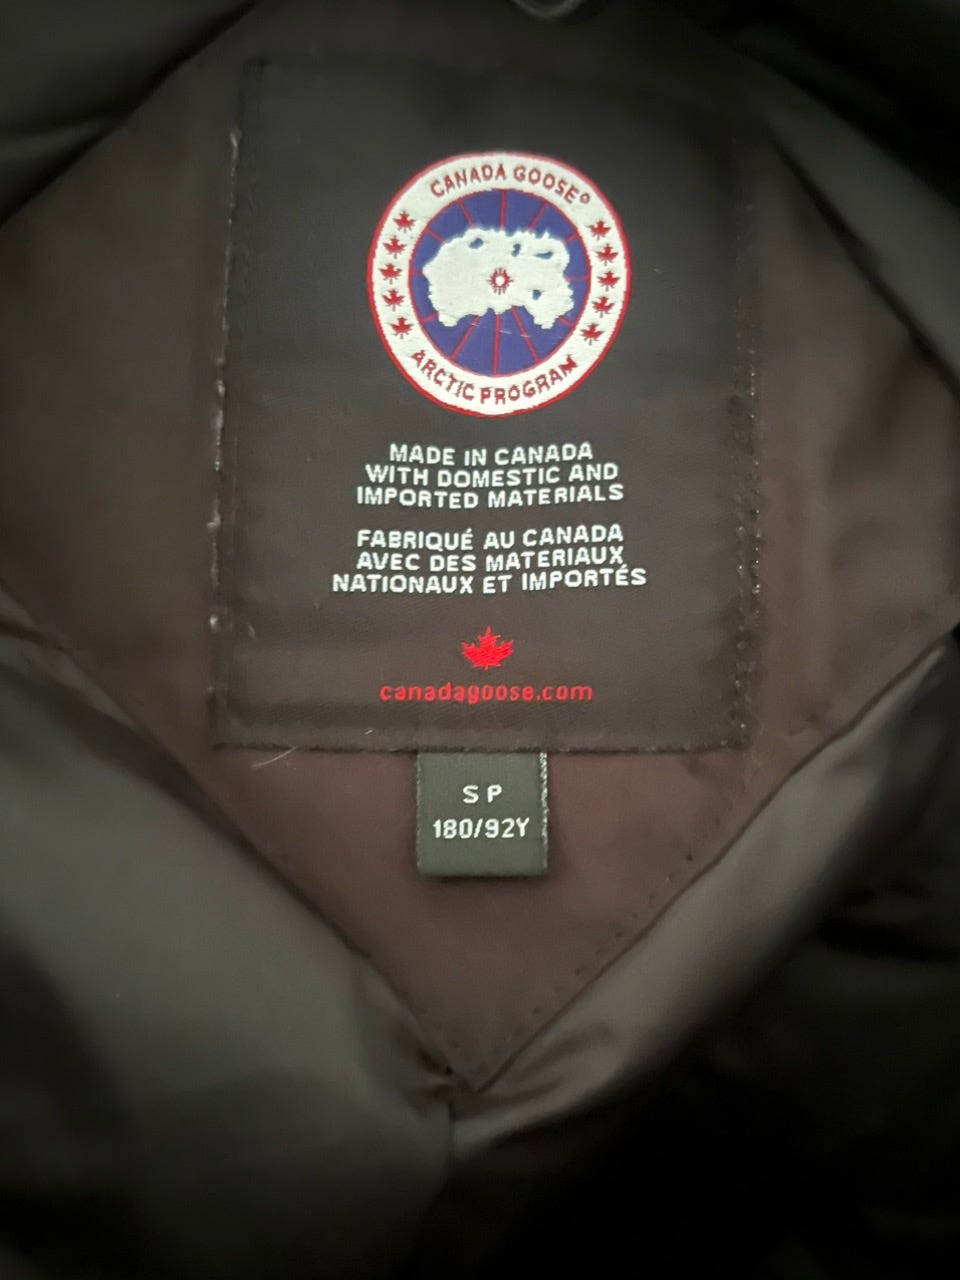 CANADA GOOSE®
ARCTIC PROGRAM
MADE IN CANADA
WITH DOMESTIC AND
IMPORTED MATERIALS
FABRIQUÉ AU CANADA
AVEC DES MATERIAUX
NATIONAUX ET IMPORTÉS
canadagoose.com
S P
180/92Y